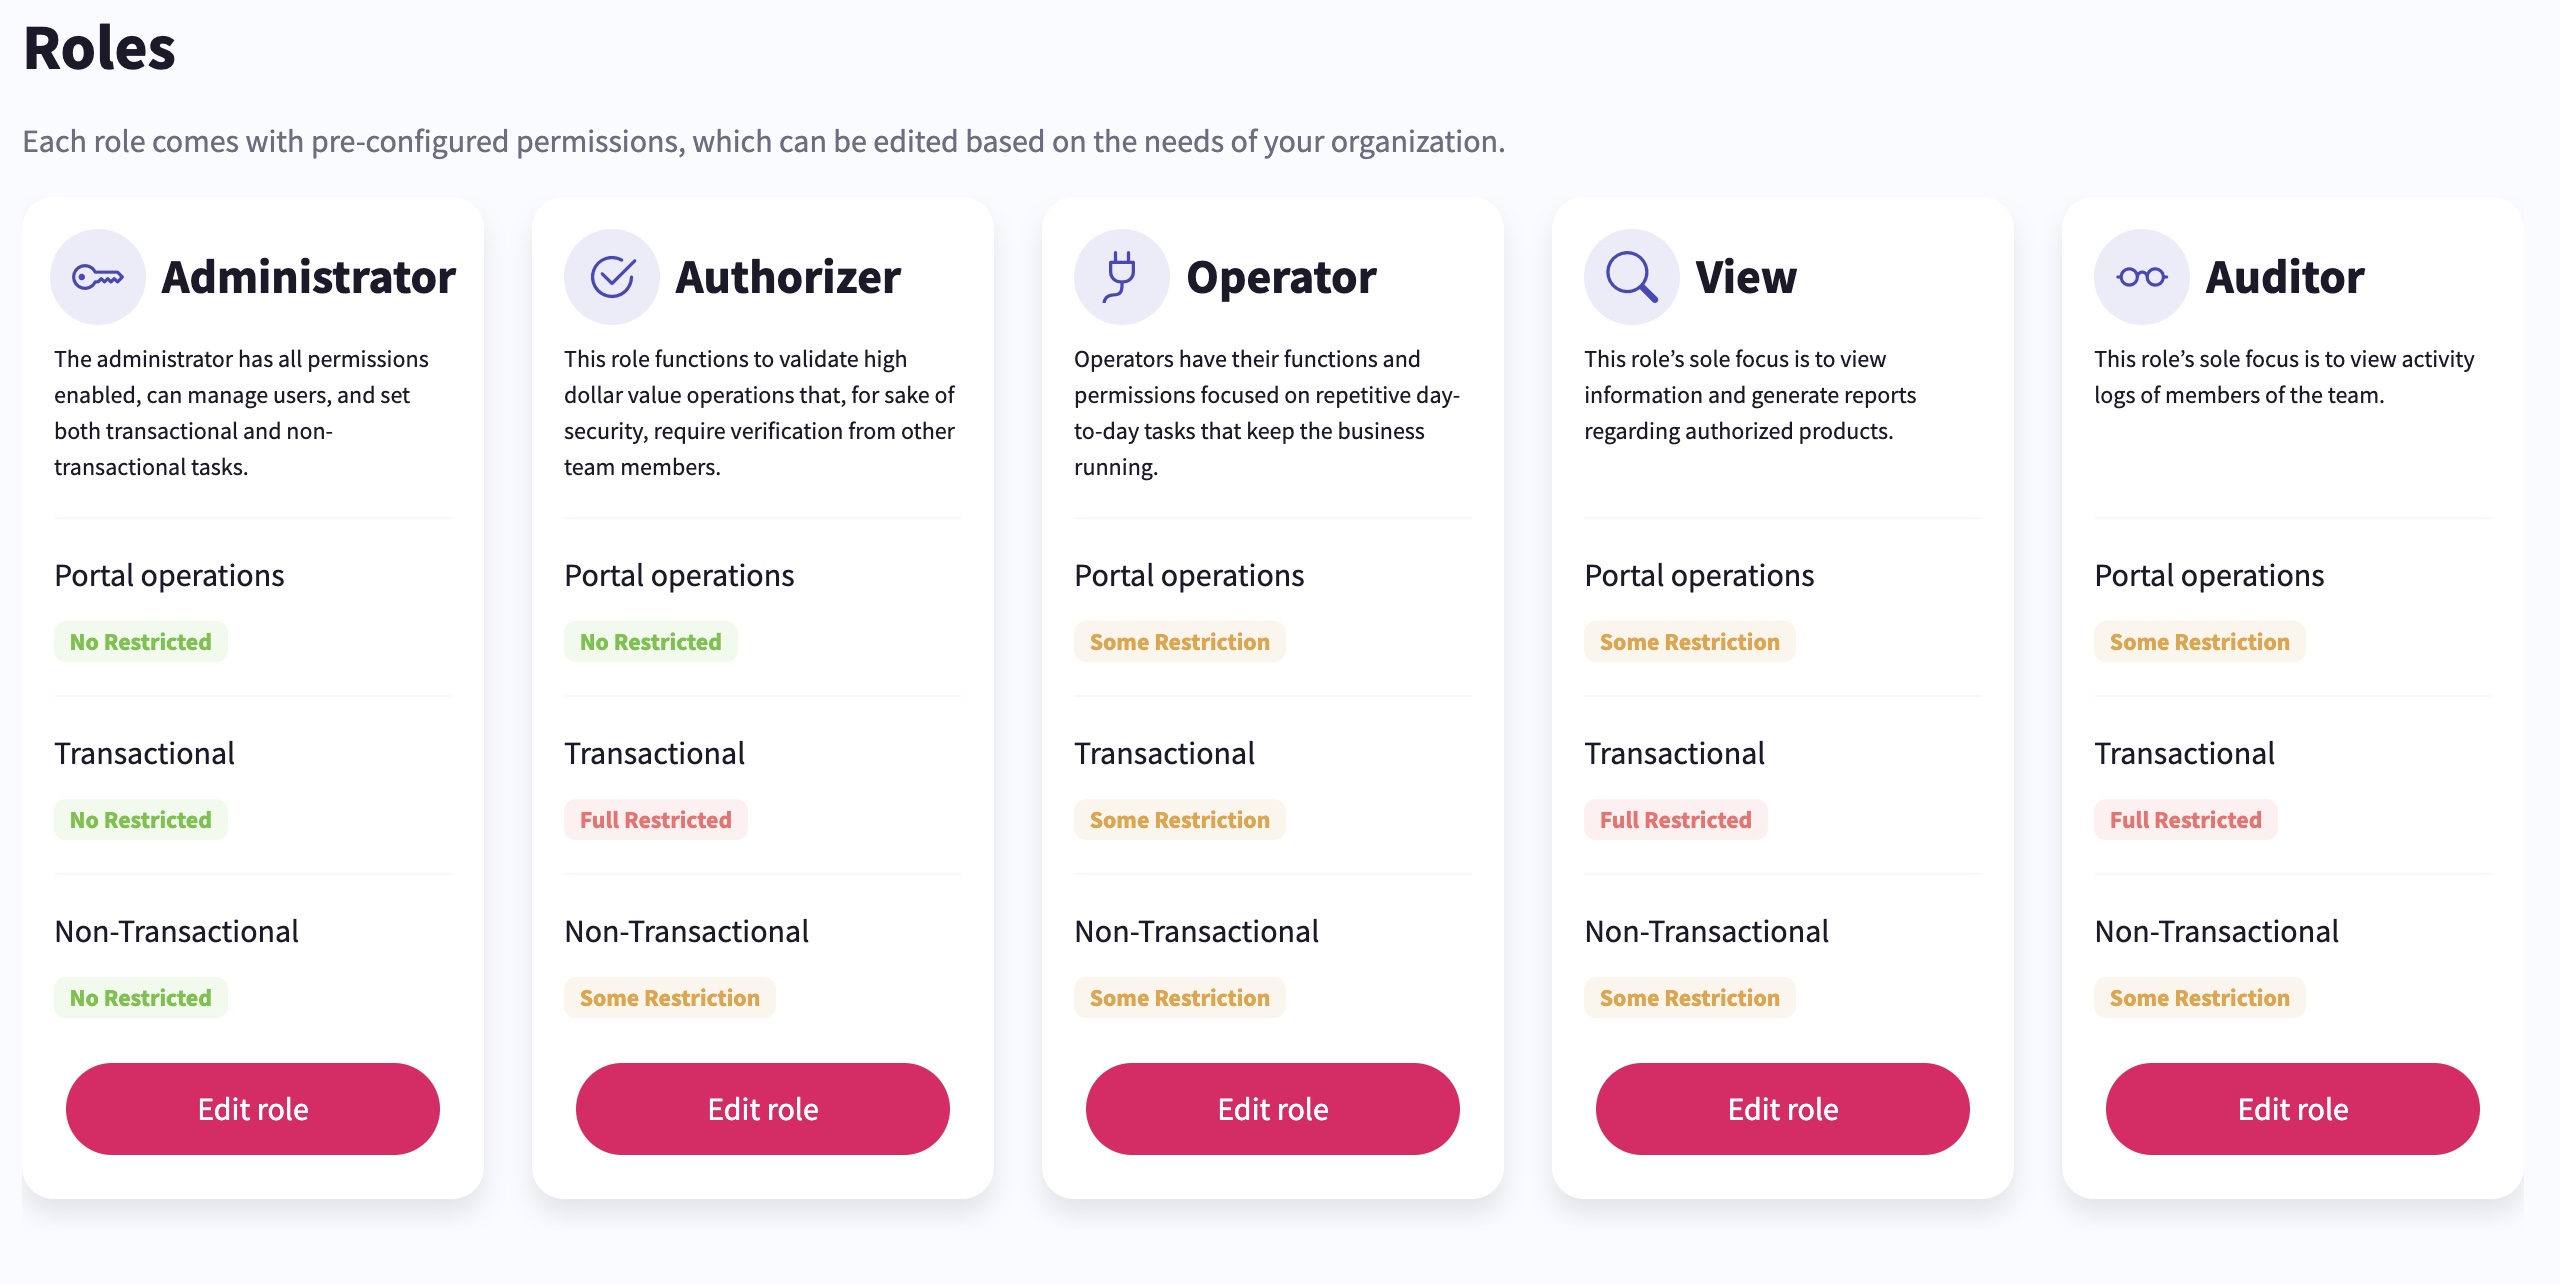 Roles
Each role comes with pre-configured permissions, which can be edited based on the needs of your organization.
Administrator
The administrator has all permissions
enabled, can manage users, and set
both transactional and non-
transactional tasks.
Portal operations
No Restricted
Transactional
No Restricted
Non-Transactional
No Restricted
Edit role
Authorizer
This role functions to validate high
dollar value operations that, for sake of
security, require verification from other
team members.
Portal operations
No Restricted
Transactional
Full Restricted
Non-Transactional
Some Restriction
Edit role
Operator
Operators have their functions and
permissions focused on repetitive day-
to-day tasks that keep the business
running.
Portal operations
Some Restriction
Transactional
Some Restriction
Non-Transactional
Some Restriction
Edit role
View
This role’s sole focus is to view
information and generate reports
regarding authorized products.
Portal operations
Some Restriction
Transactional
Full Restricted
Non-Transactional
Some Restriction
Edit role
Auditor
This role’s sole focus is to view activity
logs of members of the team.
Portal operations
Some Restriction
Transactional
Full Restricted
Non-Transactional
Some Restriction
Edit role